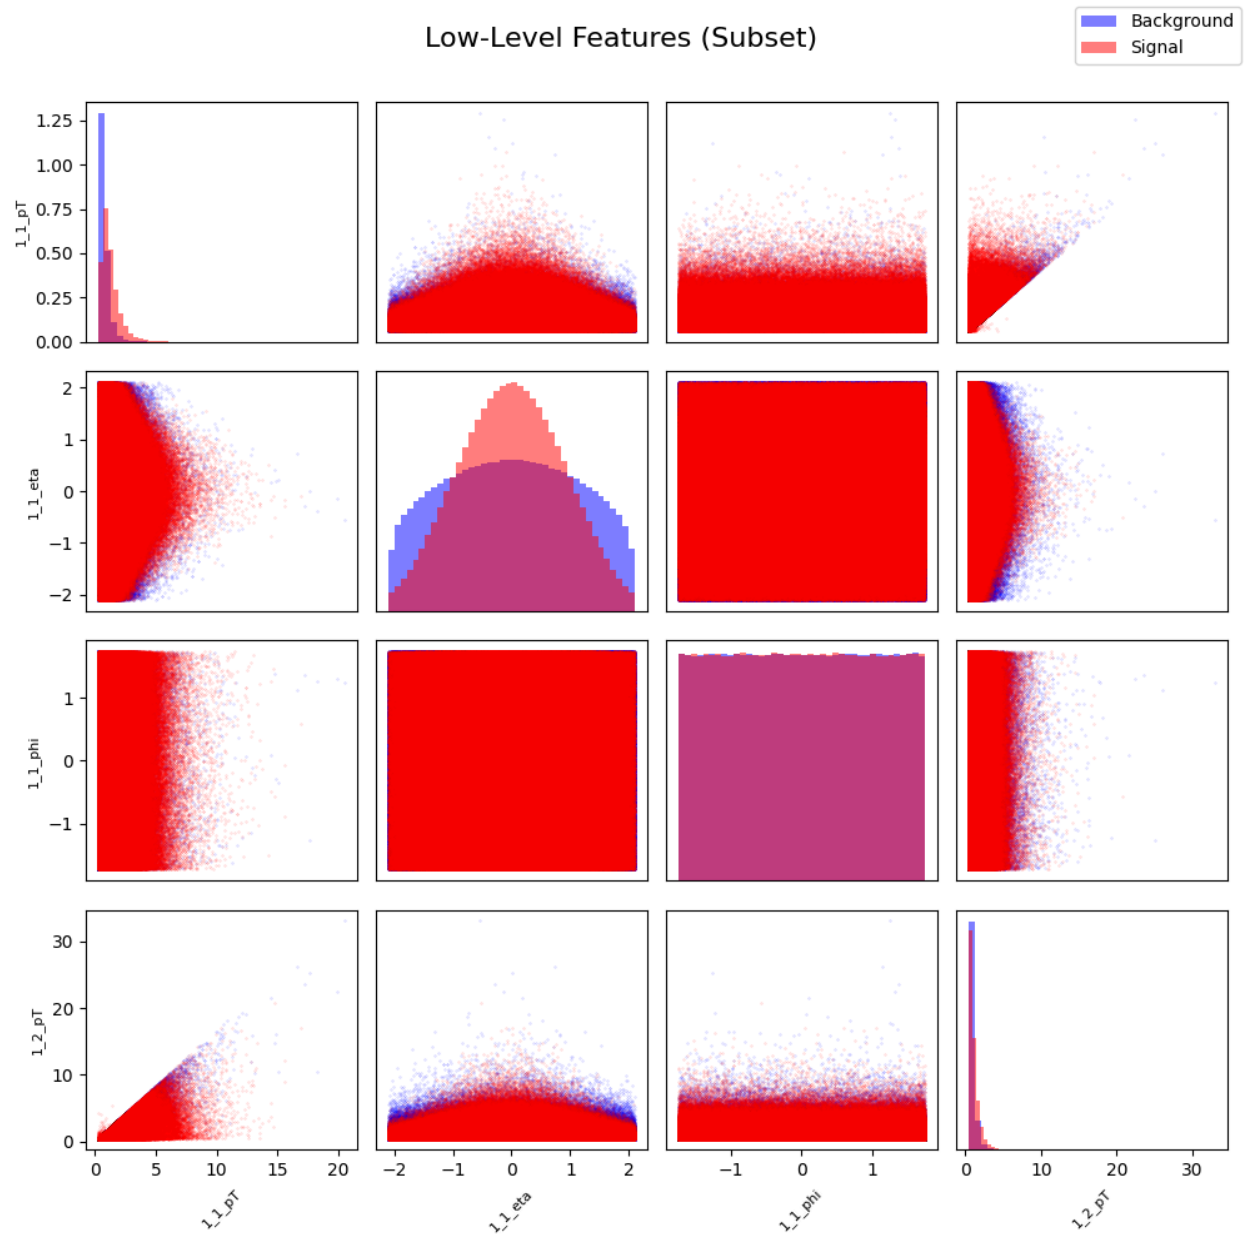 Low-Level Features (Subset)
Background
Signal
1_1_pT
1.25
1.00
0.75
0.50
0.25
0.00
1_1_eta
2
1
0
−1
−2
1_1_phi
1
0
−1
1_2_pT
30
20
10
0
0 5 10 15 20
−2 −1 0 1 2
−1 0 1
0 10 20 30
1_1_pT
1_1_eta
1_1_phi
1_2_pT